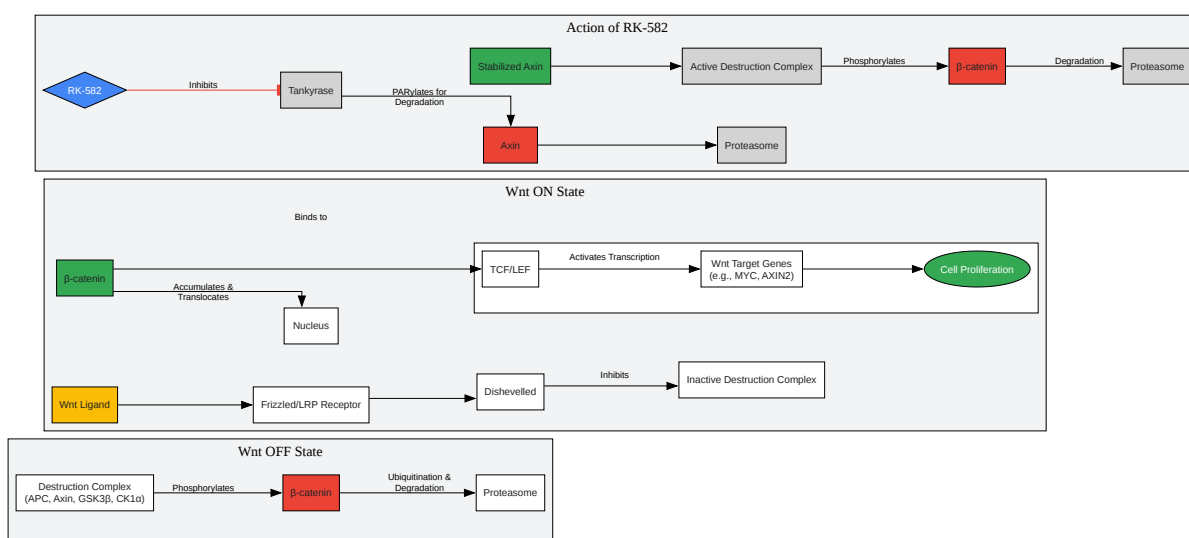 Action of RK-582
RK-582
Inhibits
Tankyrase
PARylates for
Degradation
Stabilized Axin
Active Destruction Complex
Phosphorylates
β-catenin
Degradation
Proteasome
Axin
Proteasome
Wnt ON State
Binds to
β-catenin
Accumulates &
Translocates
Nucleus
TCF/LEF
Activates Transcription
Wnt Target Genes
(e.g., MYC, AXIN2)
Cell Proliferation
Wnt Ligand
Frizzled/LRP Receptor
Dishevelled
Inhibits
Inactive Destruction Complex
Wnt OFF State
Destruction Complex
(APC, Axin, GSK3β, CK1α)
Phosphorylates
β-catenin
Ubiquitination &
Degradation
Proteasome